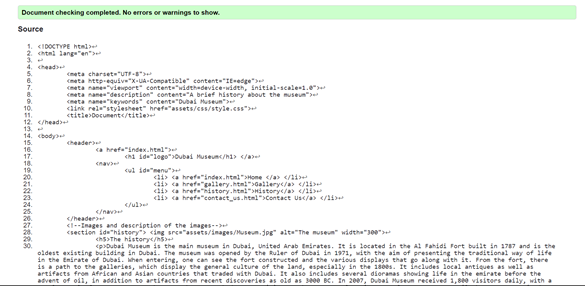 Document checking completed. No errors or warnings to show.
Source
1. <!DOCTYPE html>↩
2. <html lang="en">↩
3. ↩
4. <head>↩
5. <meta charset="UTF-8">↩
6. <meta http-equiv="X-UA-Compatible" content="IE=edge">↩
7. <meta name="viewport" content="width=device-width, initial-scale=1.0">↩
8. <meta name="description" content="A brief history about the museum">↩
9. <meta name="keywords" content="Dubai Museum">↩
10. <link rel="stylesheet" href="assets/css/style.css">↩
11. <title>Document</title>↩
12. </head>↩
13. ↩
14. <body>↩
15. <header>↩
16. <a href="index.html">↩
17. <h1 id="logo">Dubai Museum</h1> </a>↩
18. <nav>↩
19. <ul id="menu">↩
20. <li> <a href="index.html">Home </a> </li>↩
21. <li> <a href="gallery.html">Gallery</a> </li>↩
22. <li> <a href="history.html">History</a> </li>↩
23. <li> <a href="contact_us.html">Contact Us</a> </li>↩
24. </ul>↩
25. </nav>↩
26. </header>↩
27. <!--Images and description of the images-->↩
28. <section id="history"> <img src="assets/images/Museum.jpg" alt="The museum" width="300">↩
29. <h5>The history</h5>↩
30. <p>Dubai Museum is the main museum in Dubai, United Arab Emirates. It is located in the Al Fahidi Fort built in 1787 and is the
oldest existing building in Dubai. The museum was opened by the Ruler of Dubai in 1971, with the aim of presenting the traditional way of life
in the Emirate of Dubai. When entering, one can see the fort constructed and the various displays that go along with it. From the fort, there
is a path to the galleries, which display the general culture of the land, especially in the 1800s. It includes local antiques as well as
artifacts from African and Asian countries that traded with Dubai. It also includes several dioramas showing life in the emirate before the
advent of oil, in addition to artifacts from recent discoveries as old as 3000 BC. In 2007, Dubai Museum received 1,800 visitors daily, with a